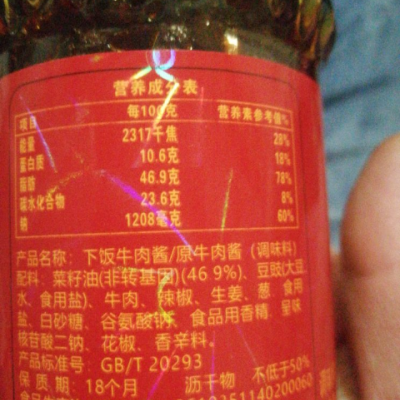 营养成分表
项目 每100克 营养素参考值%
能量 2317千焦 28%
蛋白质 10.6克 18%
脂肪 46.9克 78%
碳水化合物 23.6克 8%
钠 1208毫克 60%
产品名称：下饭牛肉酱/原牛肉酱（调味料）
配料：菜籽油(非转基因)(46 9%)、豆豉(大豆、
水、食用盐)、牛肉、辣椒、生姜、葱 食用
盐、白砂糖、谷氨酸钠、食品用香精 呈味
核苷酸二钠、花椒、香辛料。
产品标准号：GB/T 20293
保 质 期：18个月 沥干物 不低于50%